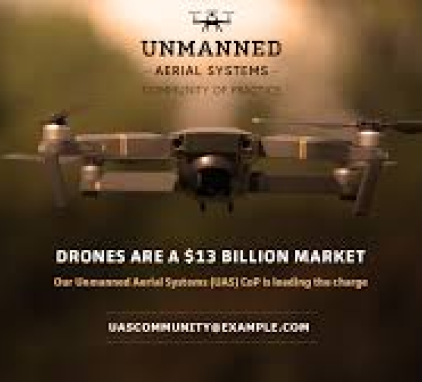 UNMANNED
AERIAL SYSTEMS
COMMUNITY OF PRACTICE
DRONES ARE A $13 BILLION MARKET
Our Unmanned Aerial Systems (UAS) CoP is leading the charge
UASCOMMUNITY@EXAMPLE.COM